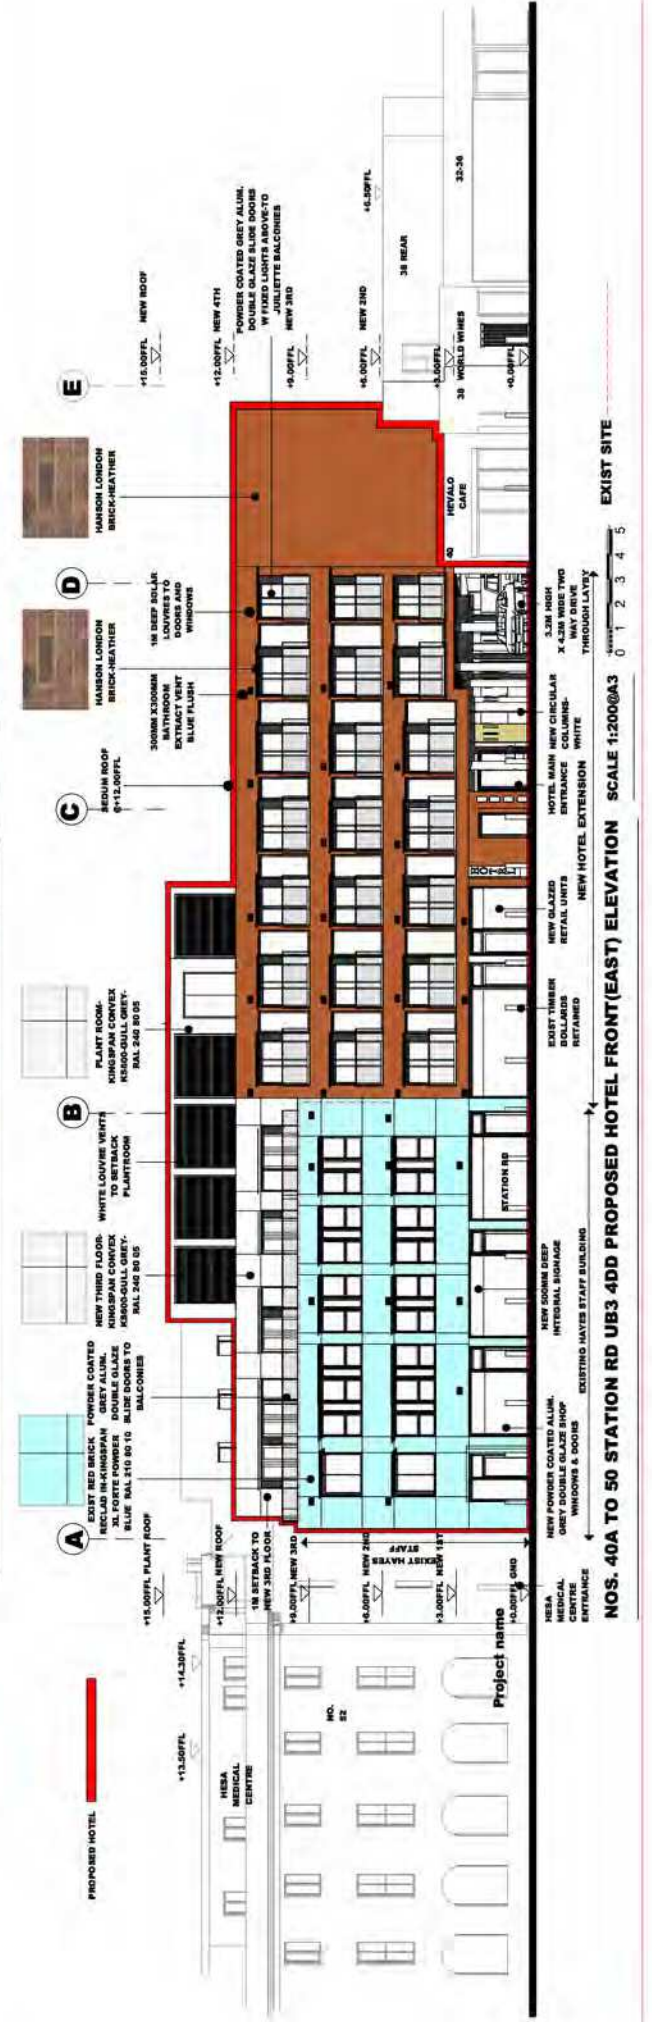 PROPOSED HOTEL
+13.50FFL
+14.30FFL
HESA
MEDICAL
CENTRE
NO.
52
Project name
A
+15.00FFL PLANT ROOF
+12.00FFL NEW ROOF
1M SETBACK TO
NEW 3RD FLOOR
+9.00FFL NEW 3RD
+6.00FFL NEW 2ND
+3.00FFL NEW 1ST
+0.00FFL GND
EXIST HAYES
STAFF
HESA
MEDICAL
CENTRE
ENTRANCE
EXIST RED BRICK
RECLAD IN-KINGSPAN
XL FORTE POWDER
BLUE RAL 210 80 10
POWDER COATED
GREY ALUM.
DOUBLE GLAZE
SLIDE DOORS TO
BALCONIES
NEW THIRD FLOOR-
KINGSPAN CONVEX
KS600-GULL GREY-
RAL 240 80 05
WHITE LOUVRE VENTS
TO SETBACK
PLANTROOM
B
PLANT ROOM-
KINGSPAN CONVEX
KS600-GULL GREY-
RAL 240 80 05
C
SEDUM ROOF
@+12.00FFL
HANSON LONDON
BRICK-HEATHER
300MM X300MM
BATHROOM
EXTRACT VENT
BLUE FLUSH
D
1M DEEP SOLAR
LOUVRES TO
DOORS AND
WINDOWS
HANSON LONDON
BRICK-HEATHER
E
+15.00FFL NEW ROOF
+12.00FFL NEW 4TH
POWDER COATED GREY ALUM.
DOUBLE GLAZE SLIDE DOORS
W FIXED LIGHTS ABOVE-TO
JULIETTE BALCONIES
+9.00FFL NEW 3RD
+6.00FFL NEW 2ND
+3.00FFL
+0.00FFL
+6.50FFL
38 REAR
38 WORLD WINES
32-36
HEVALO
CAFE
40
STATION RD
HOTEL
NEW POWDER COATED ALUM.
GREY DOUBLE GLAZE SHOP
WINDOWS & DOORS
NEW 500MM DEEP
INTEGRAL SIGNAGE
EXIST TIMBER
BOLLARDS
RETAINED
NEW GLAZED
RETAIL UNITS
HOTEL MAIN
ENTRANCE
NEW CIRCULAR
COLUMNS-
WHITE
3.2M HIGH
X 4.2M WIDE TWO
WAY DRIVE
THROUGH LAYBY
EXISTING HAYES STAFF BUILDING
NEW HOTEL EXTENSION
NOS. 40A TO 50 STATION RD UB3 4DD PROPOSED HOTEL FRONT(EAST) ELEVATION SCALE 1:200@A3
0 1 2 3 4 5
EXIST SITE